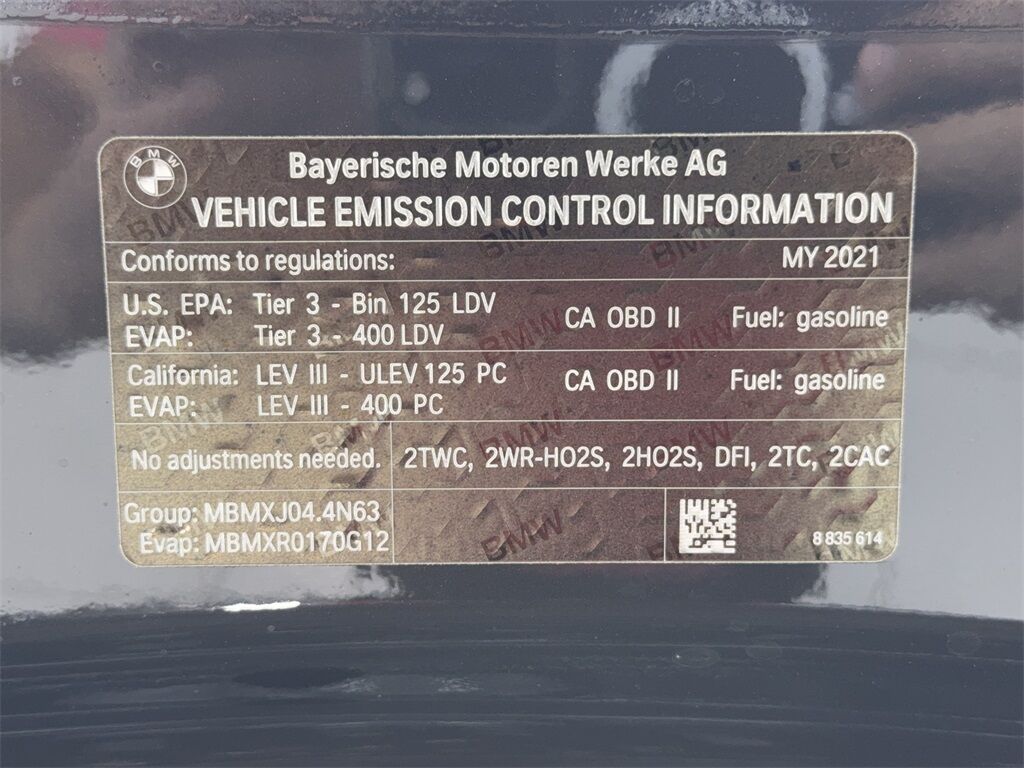 BMW
Bayerische Motoren Werke AG
VEHICLE EMISSION CONTROL INFORMATION
Conforms to regulations: MY 2021
U.S. EPA: Tier 3 - Bin 125 LDV CA OBD II Fuel: gasoline
EVAP: Tier 3 - 400 LDV
California: LEV III - ULEV 125 PC CA OBD II Fuel: gasoline
EVAP: LEV III - 400 PC
No adjustments needed. 2TWC, 2WR-HO2S, 2HO2S, DFI, 2TC, 2CAC
Group: MBMXJ04.4N63
Evap: MBMXR0170G12 8 835 614